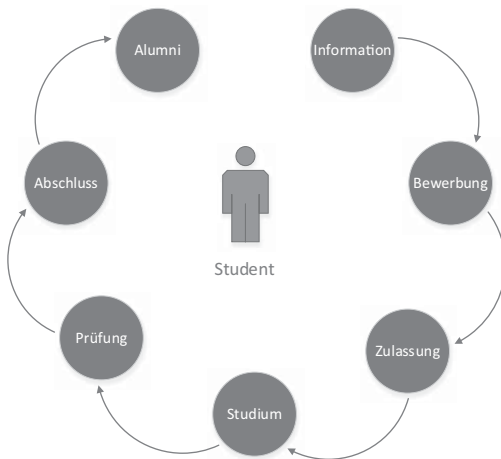 Alumni
Information
Abschluss
Bewerbung
Student
Prüfung
Zulassung
Studium